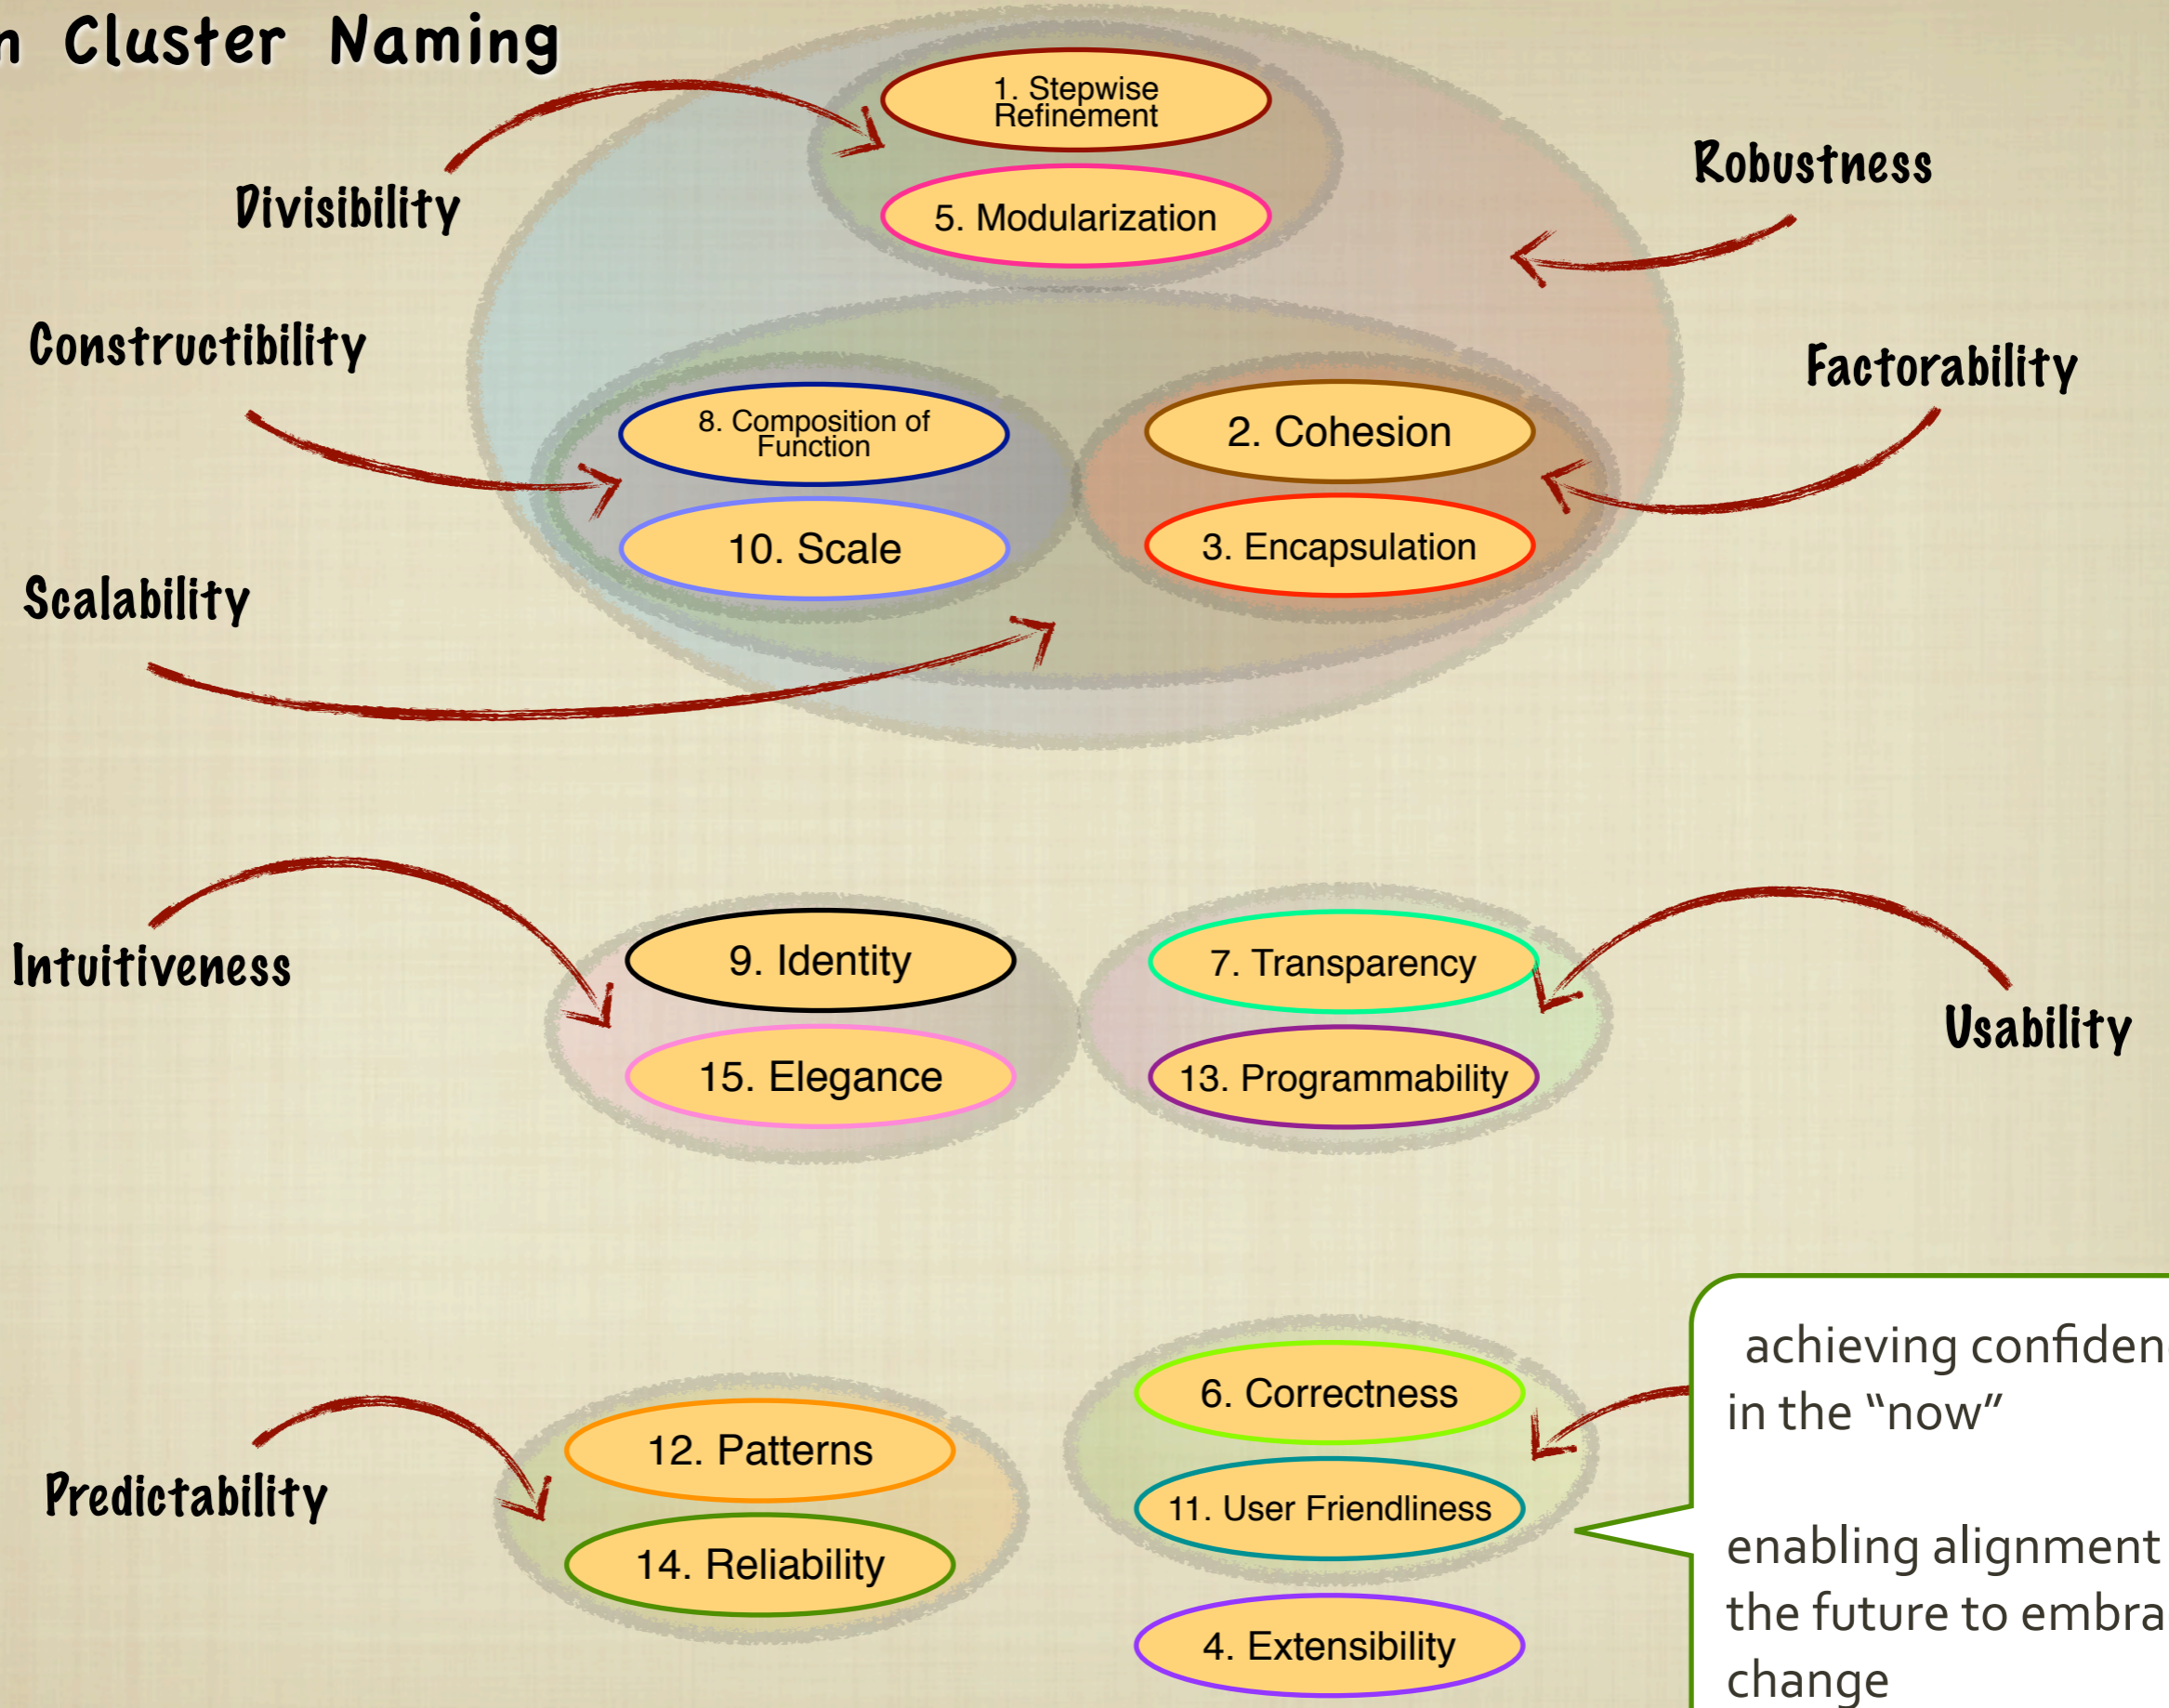 Cluster Naming
1. Stepwise
Refinement
Robustness
Divisibility
5. Modularization
Constructibility
Factorability
8. Composition of
Function
2. Cohesion
10. Scale
3. Encapsulation
Scalability
9. Identity
7. Transparency
Intuitiveness
Usability
15. Elegance
13. Programmability
achieving
in the “now”
6. Correctness
12. Patterns
Predictability
11. User Friendliness
enabling alignment
14. Reliability
the future to
4. Extensibility
change